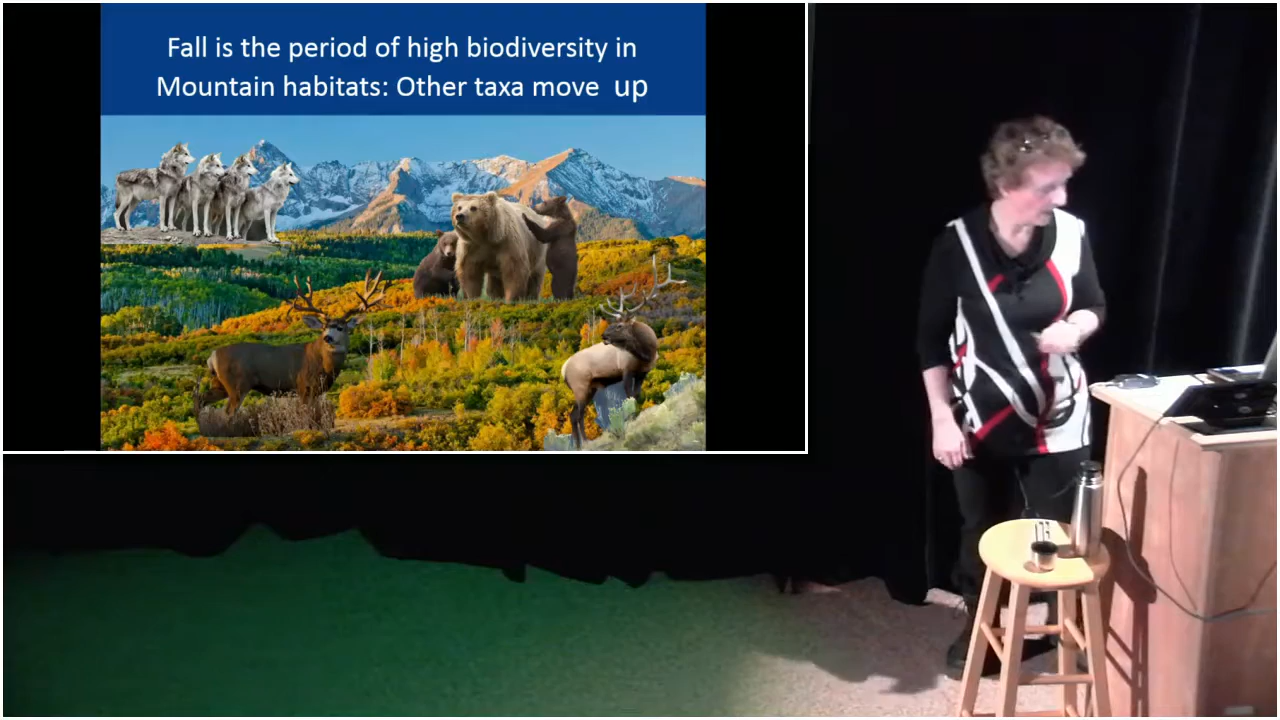 Fall is the period of high biodiversity in
Mountain habitats: Other taxa move up